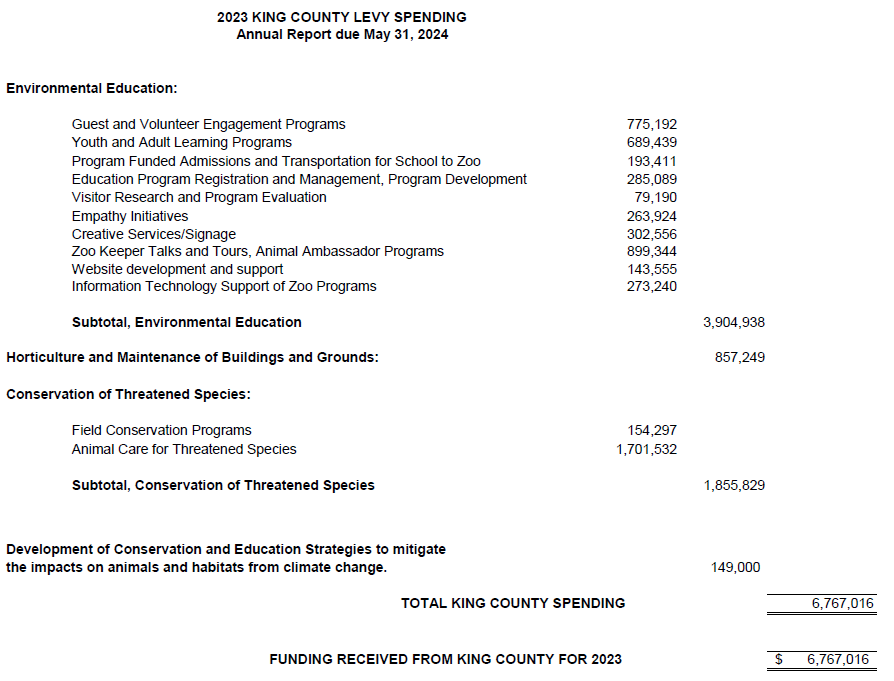 2023 KING COUNTY LEVY SPENDING
Annual Report due May 31, 2024
Environmental Education:
Guest and Volunteer Engagement Programs 775,192
Youth and Adult Learning Programs 689,439
Program Funded Admissions and Transportation for School to Zoo 193,411
Education Program Registration and Management, Program Development 285,089
Visitor Research and Program Evaluation 79,190
Empathy Initiatives 263,924
Creative Services/Signage 302,556
Zoo Keeper Talks and Tours, Animal Ambassador Programs 899,344
Website development and support 143,555
Information Technology Support of Zoo Programs 273,240
Subtotal, Environmental Education 3,904,938
Horticulture and Maintenance of Buildings and Grounds: 857,249
Conservation of Threatened Species:
Field Conservation Programs 154,297
Animal Care for Threatened Species 1,701,532
Subtotal, Conservation of Threatened Species 1,855,829
Development of Conservation and Education Strategies to mitigate
the impacts on animals and habitats from climate change. 149,000
TOTAL KING COUNTY SPENDING 6,767,016
FUNDING RECEIVED FROM KING COUNTY FOR 2023 $ 6,767,016